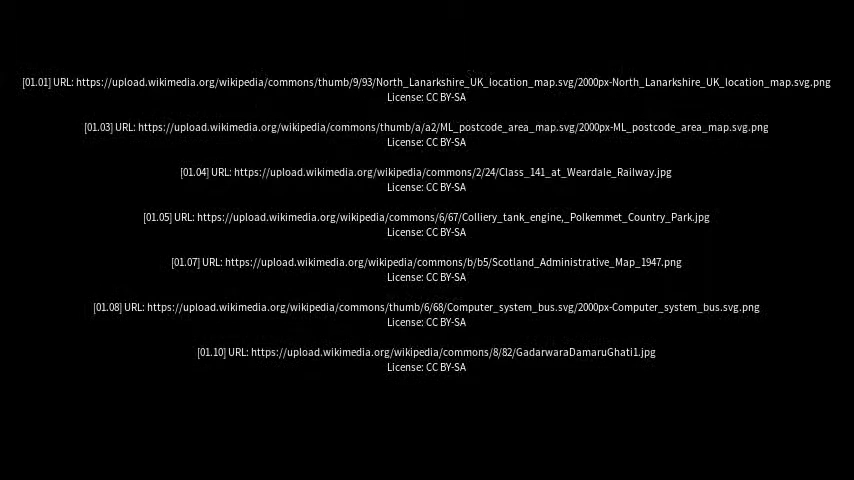 [01.01] URL: https://upload.wikimedia.org/wikipedia/commons/thumb/9/93/North_Lanarkshire_UK_location_map.svg/2000px-North_Lanarkshire_UK_location_map.svg.png
License: CC BY-SA
[01.03] URL: https://upload.wikimedia.org/wikipedia/commons/thumb/a/a2/ML_postcode_area_map.svg/2000px-ML_postcode_area_map.svg.png
License: CC BY-SA
[01.04] URL: https://upload.wikimedia.org/wikipedia/commons/2/24/Class_141_at_Weardale_Railway.jpg
License: CC BY-SA
[01.05] URL: https://upload.wikimedia.org/wikipedia/commons/6/67/Colliery_tank_engine,_Polkemmet_Country_Park.jpg
License: CC BY-SA
[01.07] URL: https://upload.wikimedia.org/wikipedia/commons/b/b5/Scotland_Administrative_Map_1947.png
License: CC BY-SA
[01.08] URL: https://upload.wikimedia.org/wikipedia/commons/thumb/6/68/Computer_system_bus.svg/2000px-Computer_system_bus.svg.png
License: CC BY-SA
[01.10] URL: https://upload.wikimedia.org/wikipedia/commons/8/82/GadarwaraDamaruGhati1.jpg
License: CC BY-SA